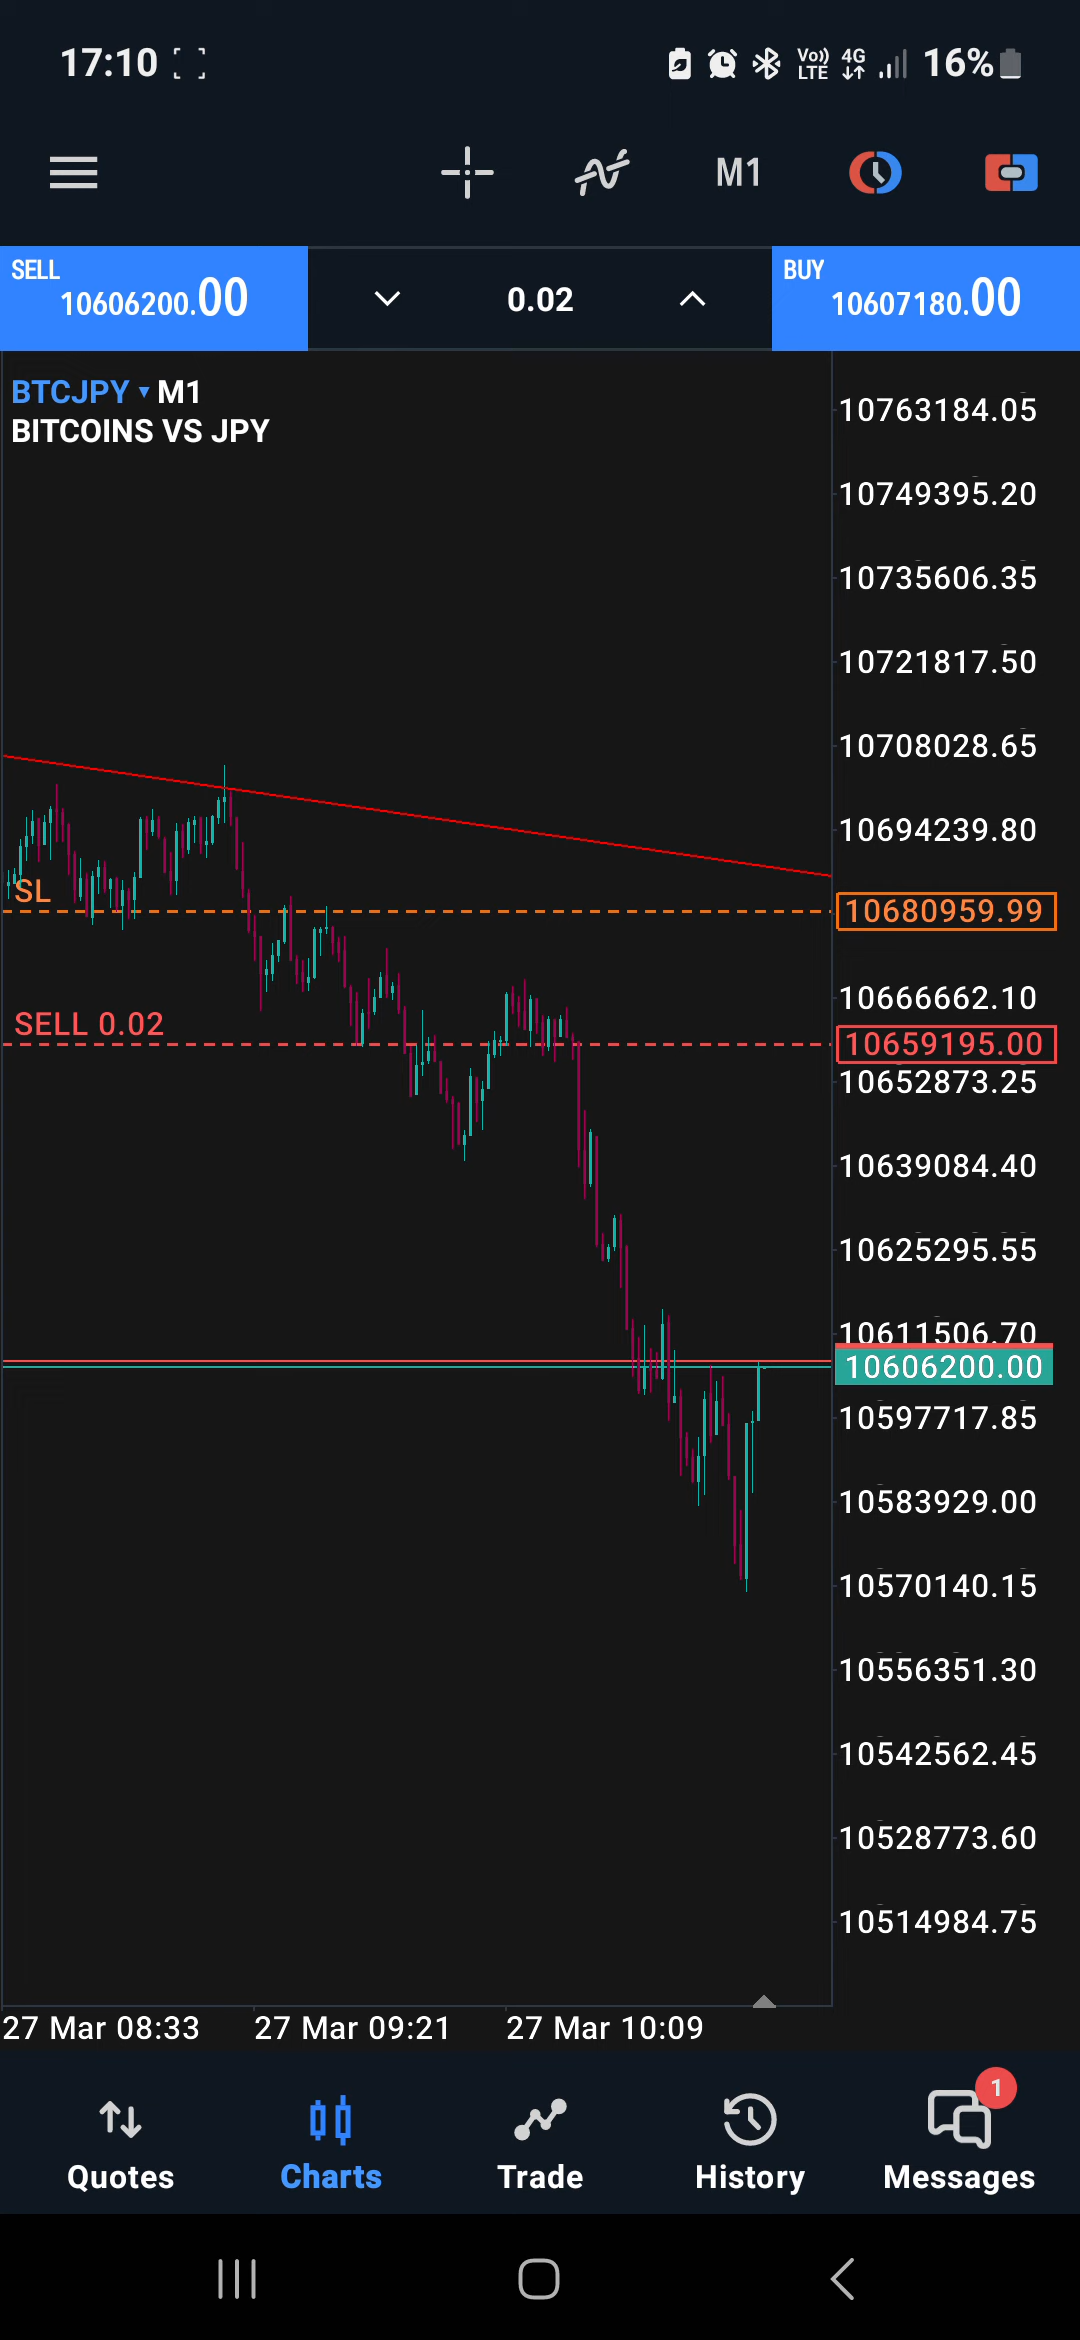 17:10
Vo)) LTE 4G 16%
M1
SELL 10606200.00
0.02
BUY 10607180.00
BTCJPY ▾ M1
BITCOINS VS JPY
10763184.05
10749395.20
10735606.35
10721817.50
10708028.65
10694239.80
SL
10680959.99
10666662.10
SELL 0.02
10659195.00
10652873.25
10639084.40
10625295.55
10611506.70
10606200.00
10597717.85
10583929.00
10570140.15
10556351.30
10542562.45
10528773.60
10514984.75
27 Mar 08:33 27 Mar 09:21 27 Mar 10:09
1
Quotes Charts Trade History Messages